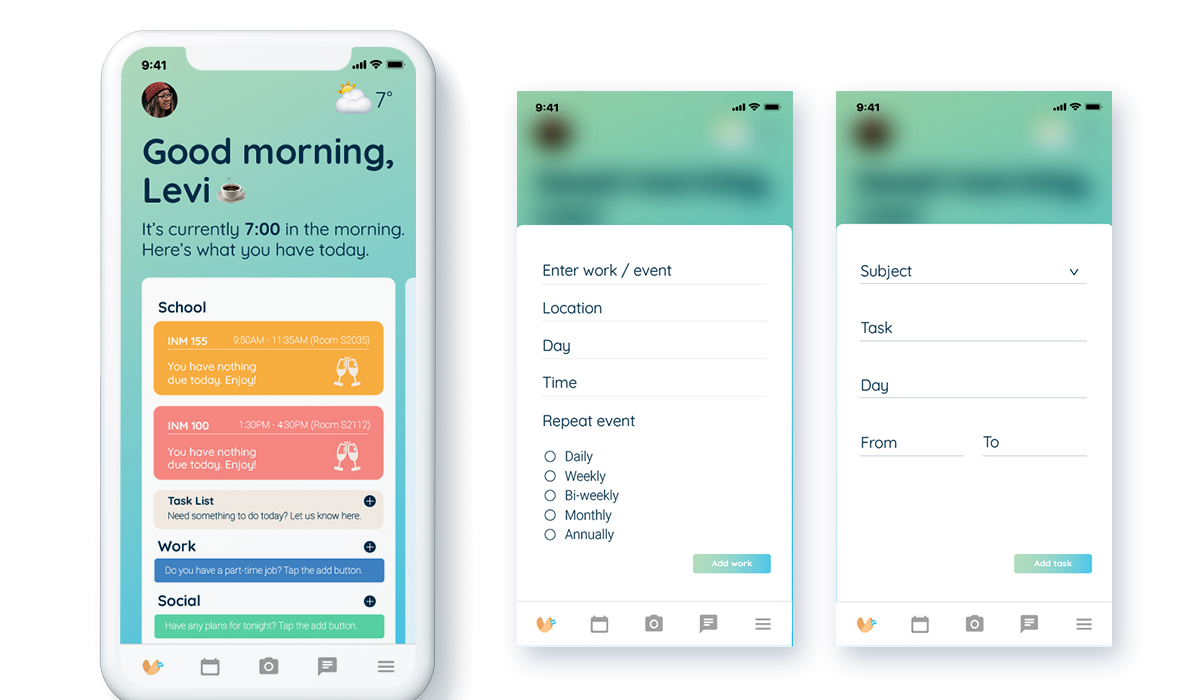 9:41
7°
Good morning,
Levi
It's currently 7:00 in the morning.
Here's what you have today.
School
INM 155 9:50AM - 11:35AM (Room S2035)
You have nothing
due today. Enjoy!
INM 100 1:30PM - 4:30PM (Room S2112)
You have nothing
due today. Enjoy!
Task List
Need something to do today? Let us know here.
Work
Do you have a part-time job? Tap the add button.
Social
Have any plans for tonight? Tap the add button.
9:41
Enter work / event
Location
Day
Time
Repeat event
Daily
Weekly
Bi-weekly
Monthly
Annually
Add work
9:41
Subject
Task
Day
From To
Add task